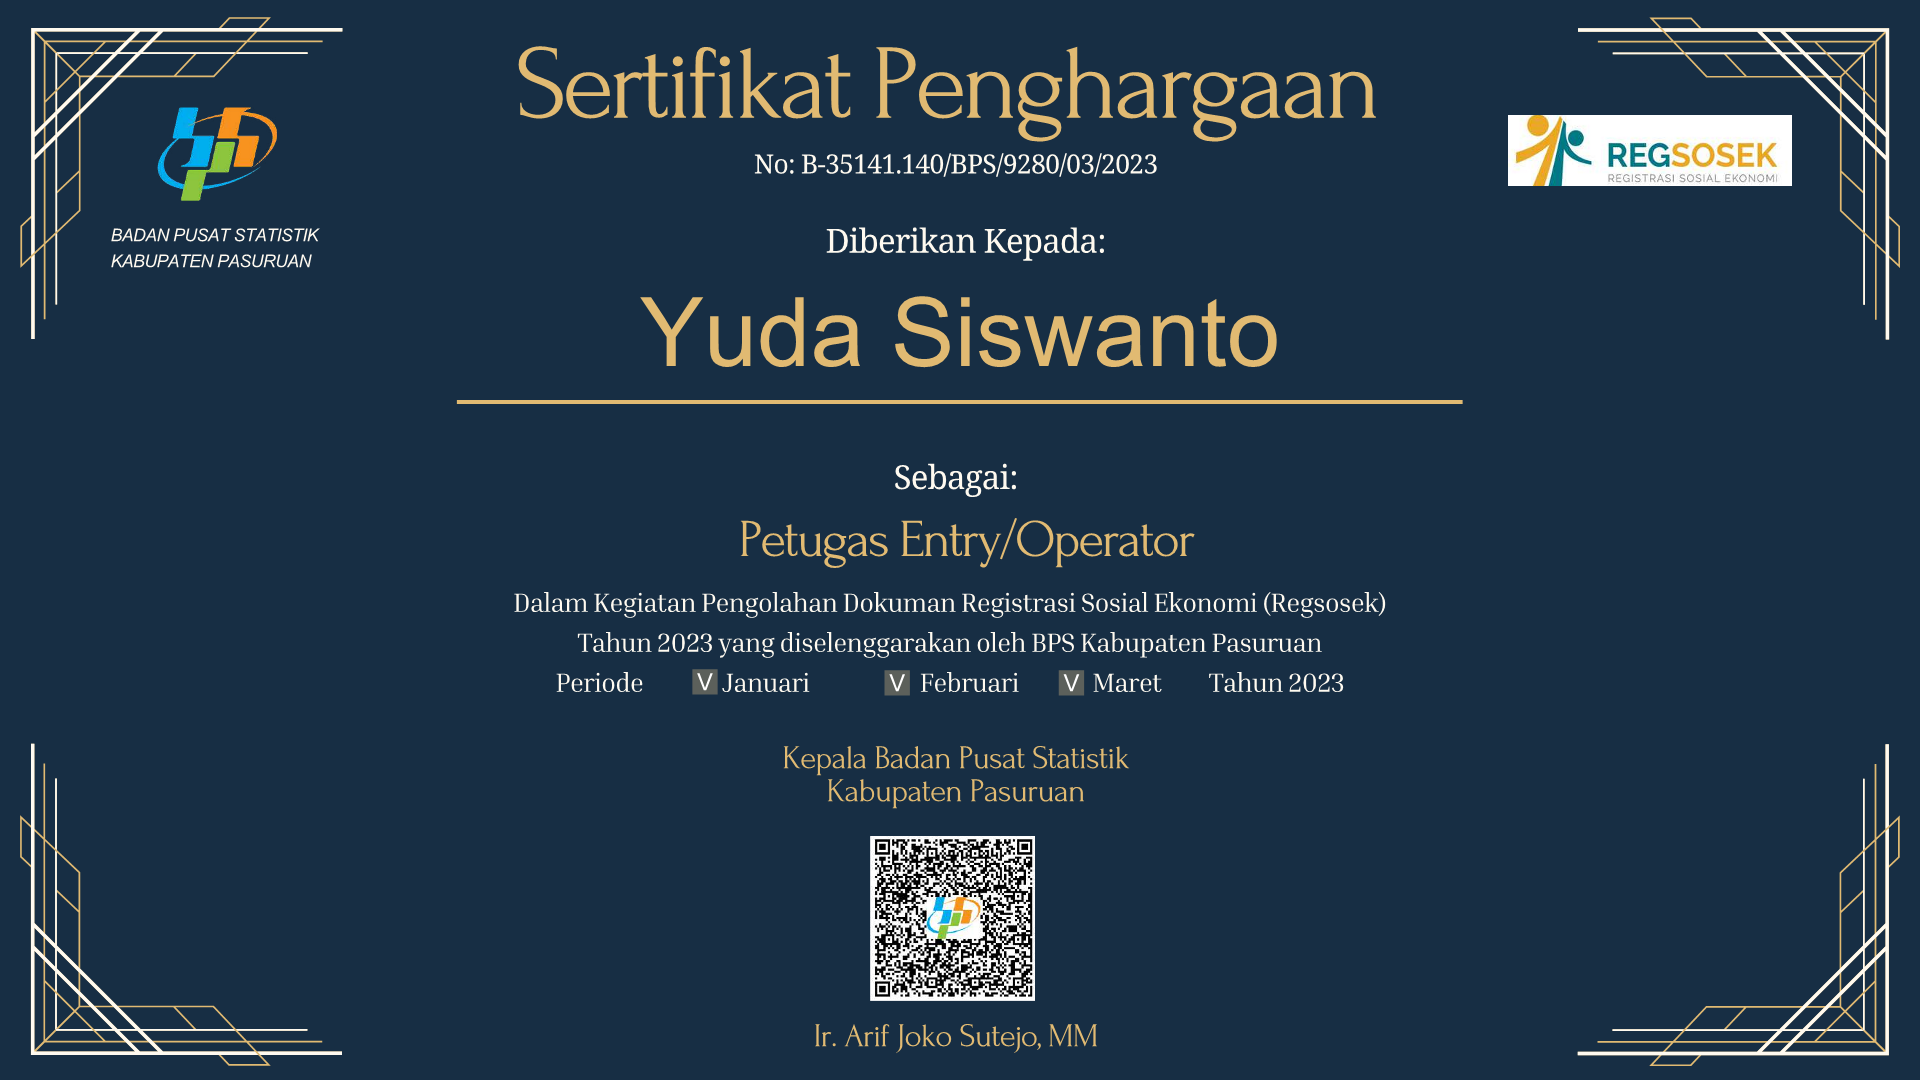 Sertifikat Penghargaan
No: B-35141.140/BPS/9280/03/2023
BADAN PUSAT STATISTIK
KABUPATEN PASURUAN
REGSOSEK
REGISTRASI SOSIAL EKONOMI
Diberikan Kepada:
Yuda Siswanto
Sebagai:
Petugas Entry/Operator
Dalam Kegiatan Pengolahan Dokuman Registrasi Sosial Ekonomi (Regsosek)
Tahun 2023 yang diselenggarakan oleh BPS Kabupaten Pasuruan
Periode V Januari V Februari V Maret Tahun 2023
Kepala Badan Pusat Statistik
Kabupaten Pasuruan
Ir. Arif Joko Sutejo, MM